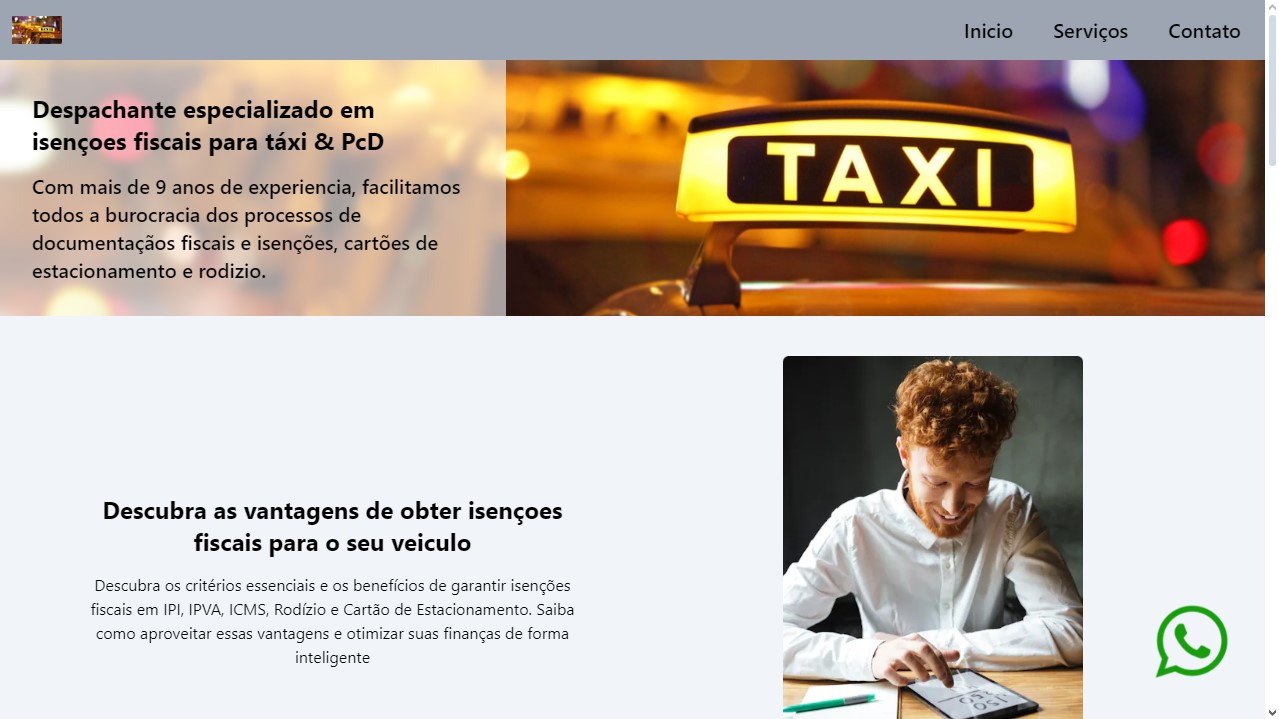 Inicio
Serviços
Contato
Despachante especializado em
isençoes fiscais para táxi & PcD
Com mais de 9 anos de experiencia, facilitamos
todos a burocracia dos processos de
documentaçãos fiscais e isenções, cartões de
estacionamento e rodizio.
TAXI
Descubra as vantagens de obter isençoes
fiscais para o seu veiculo
Descubra os critérios essenciais e os benefícios de garantir isenções
fiscais em IPI, IPVA, ICMS, Rodízio e Cartão de Estacionamento. Saiba
como aproveitar essas vantagens e otimizar suas finanças de forma
inteligente